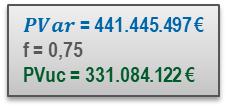 PVar = 441.445.497 €
f = 0,75
PVuc = 331.084.122 €